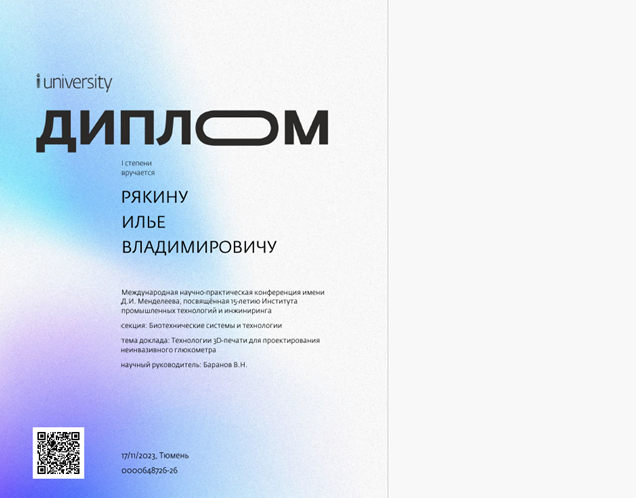 i university
ДИПЛОМ
I степени
вручается
РЯКИНУ
ИЛЬЕ
ВЛАДИМИРОВИЧУ
Международная научно-практическая конференция имени
Д.И. Менделеева, посвящённая 15-летию Института
промышленных технологий и инжиниринга
секция: Биотехнические системы и технологии
тема доклада: Технологии 3D-печати для проектирования
неинвазивного глюкометра
научный руководитель: Баранов В.Н.
17/11/2023, Тюмень
0000648726-26